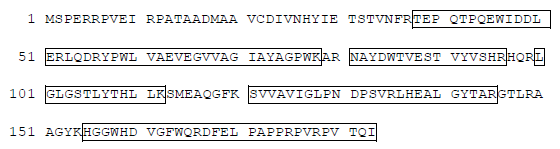 1 MSPERRPVEI RPATAADMAA VCDIVNHYIE TSTVNFRTEP QTPQEWIDDL
51 ERLQDRYPWL VAEVEGVVAG IAYAGPWKAR NAYDWTVEST VYVSHRHQRL
101 GLGSTLYTHL LKSMEAQGFK SVVAVIGLPN DPSVRLHEAL GYTARGTLRA
151 AGYKHGGWHD VGFWQRDFEL PAPPRPVRPV TQI